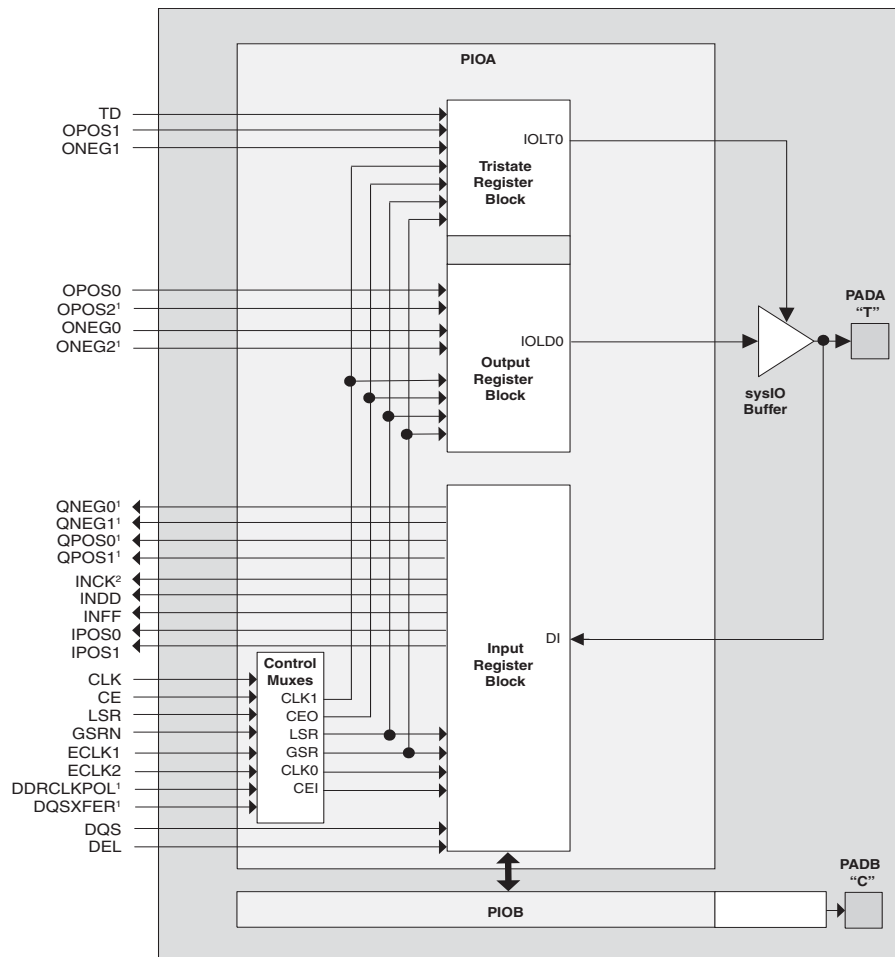 PIOA
TD
OPOS1
ONEG1
IOLT0
Tristate
Register
Block
OPOS0
OPOS2¹
ONEG0
ONEG2¹
IOLD0
Output
Register
Block
sysIO
Buffer
PADA
“T”
QNEG0¹
QNEG1¹
QPOS0¹
QPOS1¹
INCK²
INDD
INFF
IPOS0
IPOS1
DI
Input
Register
Block
Control
Muxes
CLK
CE
LSR
GSRN
ECLK1
ECLK2
DDRCLKPOL¹
DQSXFER¹
DQS
DEL
CLK1
CEO
LSR
GSR
CLK0
CEI
PADB
“C”
PIOB